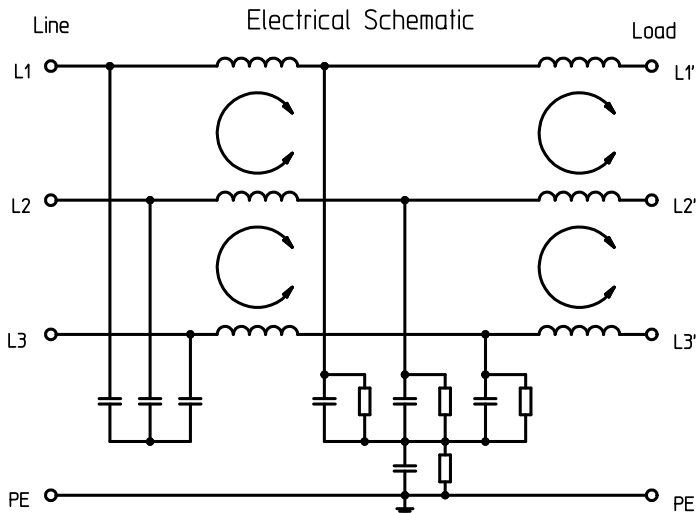 Electrical Schematic
Line
Load
L1
L1'
L2
L2'
L3
L3'
PE
PE